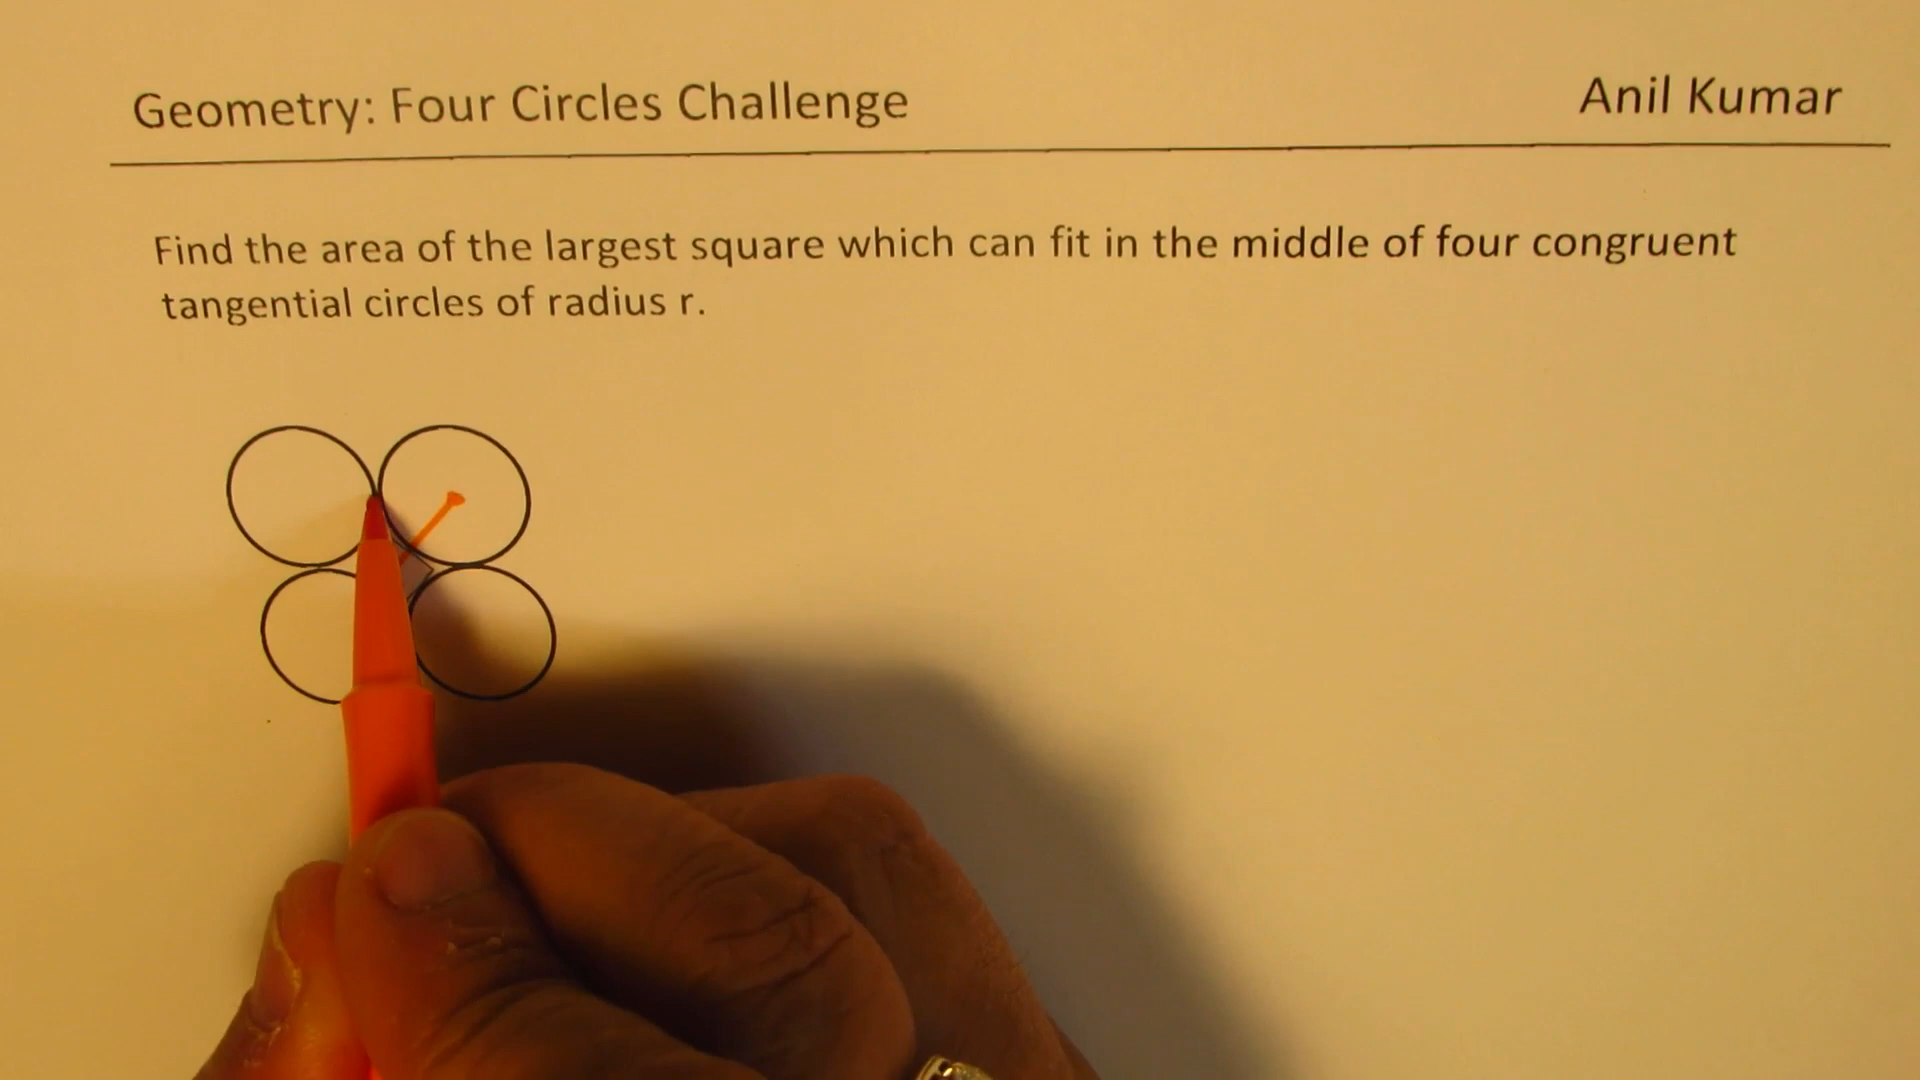 Geometry: Four Circles Challenge
Anil Kumar
Find the area of the largest square which can fit in the middle of four congruent
tangential circles of radius r.